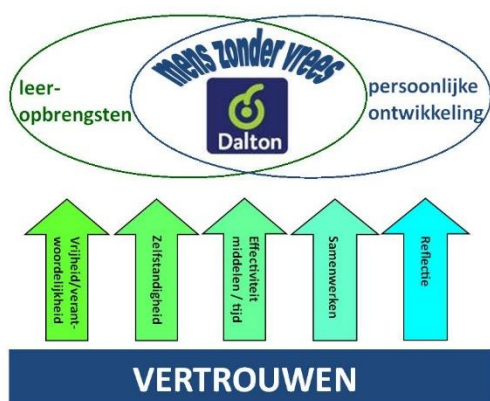 mens zonder vrees
leer-
opbrengsten
persoonlijke
ontwikkeling
Dalton
Vrijheid/verant-
woordelijkheid
Zelfstandigheid
Effectiviteit
middelen / tijd
Samenwerken
Reflectie
VERTROUWEN